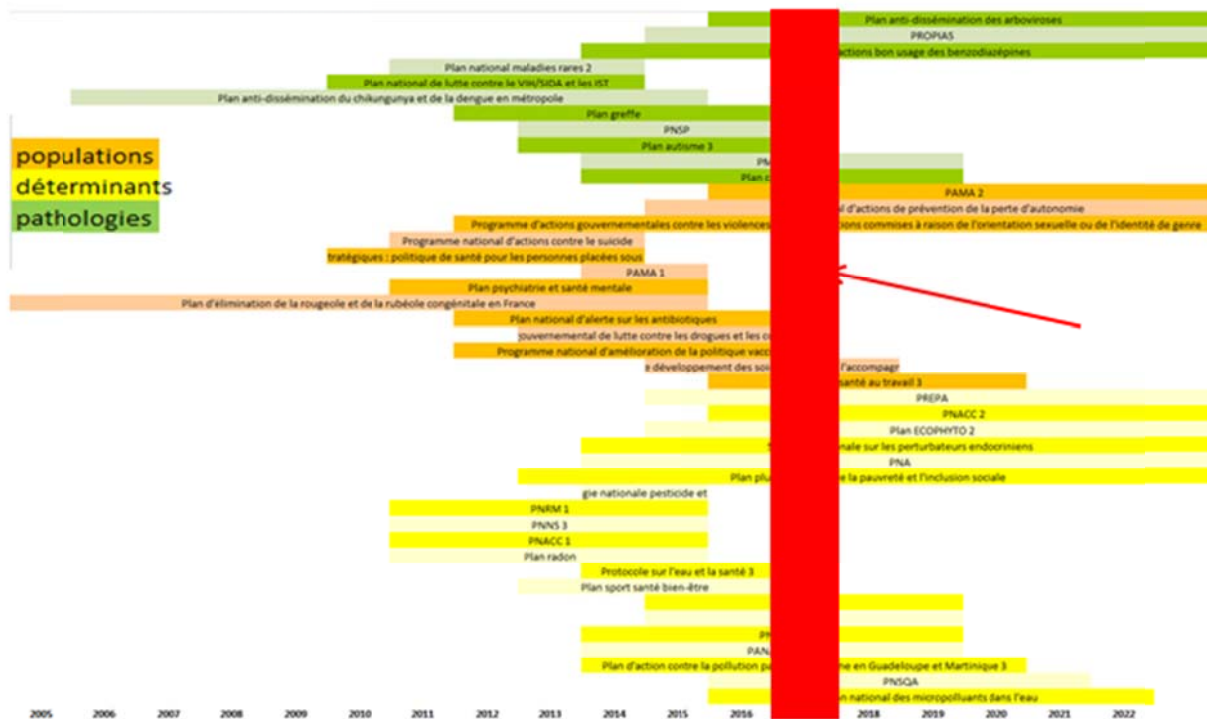 Plan anti-dissémination des arboviroses
PROPIAS
actions bon usage des benzodiazépines
Plan national maladies rares 2
Plan national de lutte contre le VIH/SIDA et les IST
Plan anti-dissémination du chikungunya et de la dengue en métropole
Plan greffe
PNSP
Plan autisme 3
populations
déterminants
pathologies
PAMA 2
d'actions de prévention de la perte d'autonomie
Programme d'actions gouvernementales contre les violences commises à raison de l'orientation sexuelle ou de l'identité de genre
Programme national d'actions contre le suicide
tratégiques : politique de santé pour les personnes placées sous
PAMA 1
Plan psychiatrie et santé mentale
Plan d'élimination de la rougeole et de la rubéole congénitale en France
Plan national d'alerte sur les antibiotiques
gouvernemental de lutte contre les drogues et les
Programme national d'amélioration de la politique
e développement des l'accompagr
santé au travail 3
PREPA
PNACC 2
Plan ECOPHYTO 2
sur les perturbateurs endocriniens
PNA
Plan la pauvreté et l'inclusion sociale
gie nationale pesticide et
PNRM 1
PNNS 3
PNACC 1
Plan radon
Protocole sur l'eau et la santé 3
Plan sport santé bien-être
Plan d'action contre la pollution en Guadeloupe et Martinique 3
PNSQA
national des micropolluants dans l'eau
2005 2006 2007 2008 2009 2010 2011 2012 2013 2014 2015 2016 2018 2019 2020 2021 2022